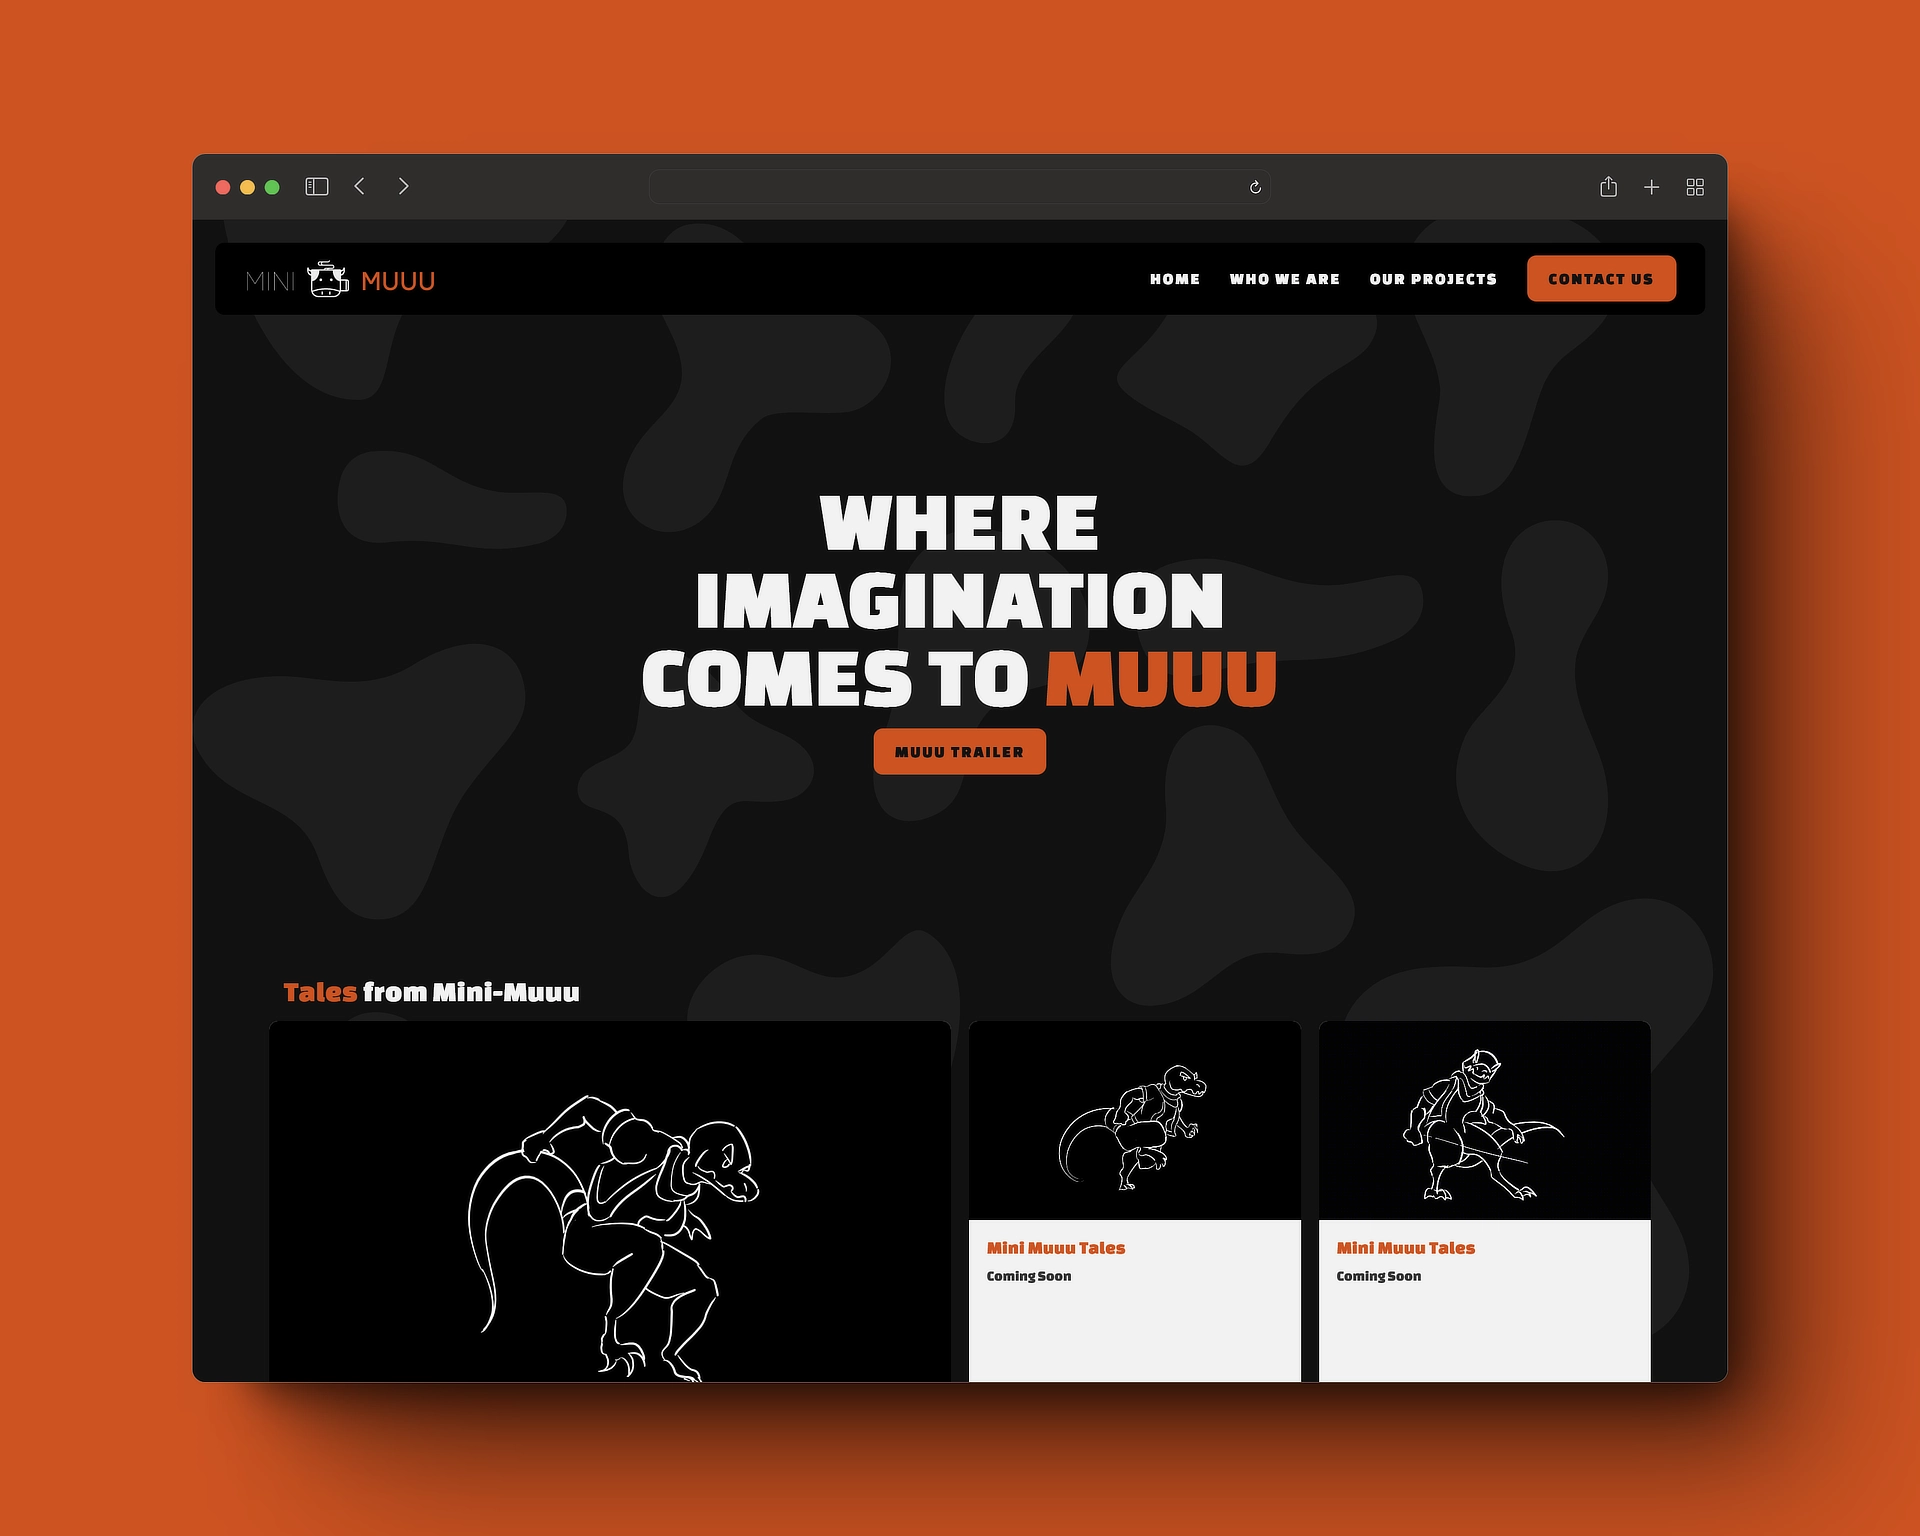 MINI MUUU
HOME WHO WE ARE OUR PROJECTS CONTACT US
WHERE
IMAGINATION
COMES TO MUUU
MUUU TRAILER
Tales from Mini-Muuu
Mini Muuu Tales
Coming Soon
Mini Muuu Tales
Coming Soon